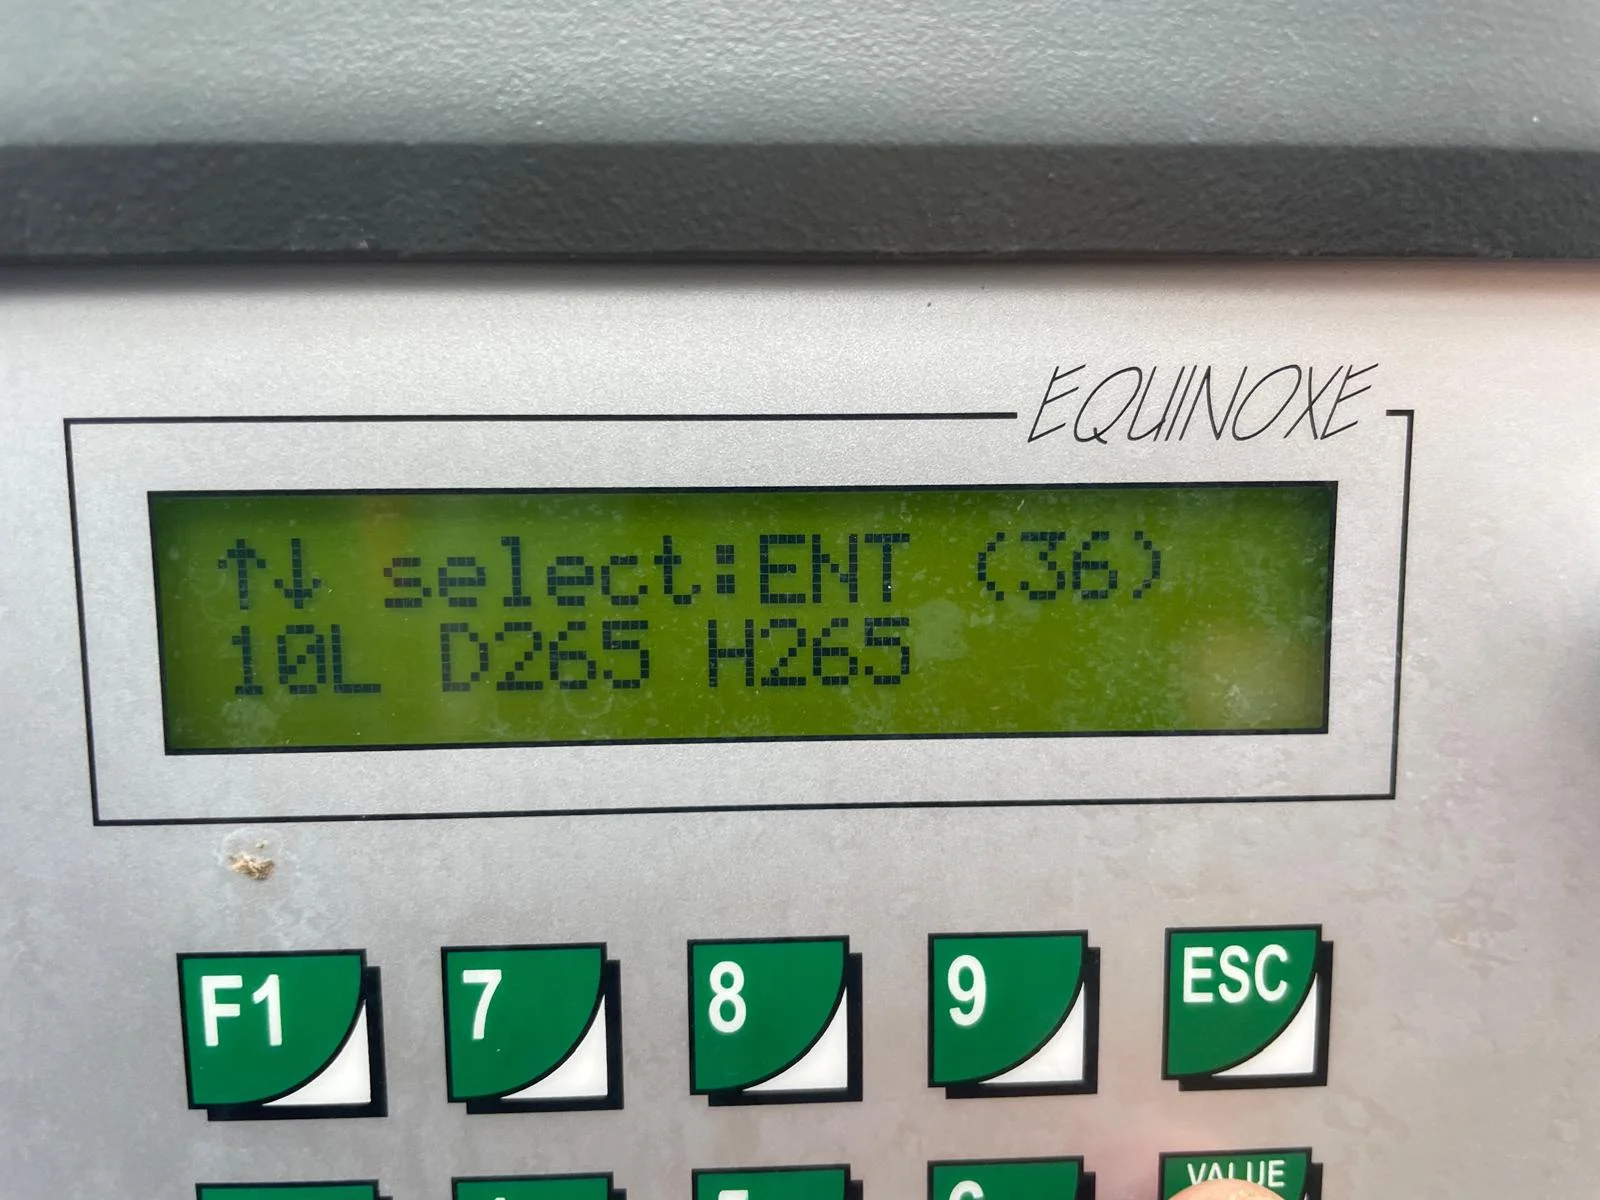 EQUINOXE
↑↓ select:ENT (36)
10L D265 H265
F1 7 8 9 ESC
VALUE